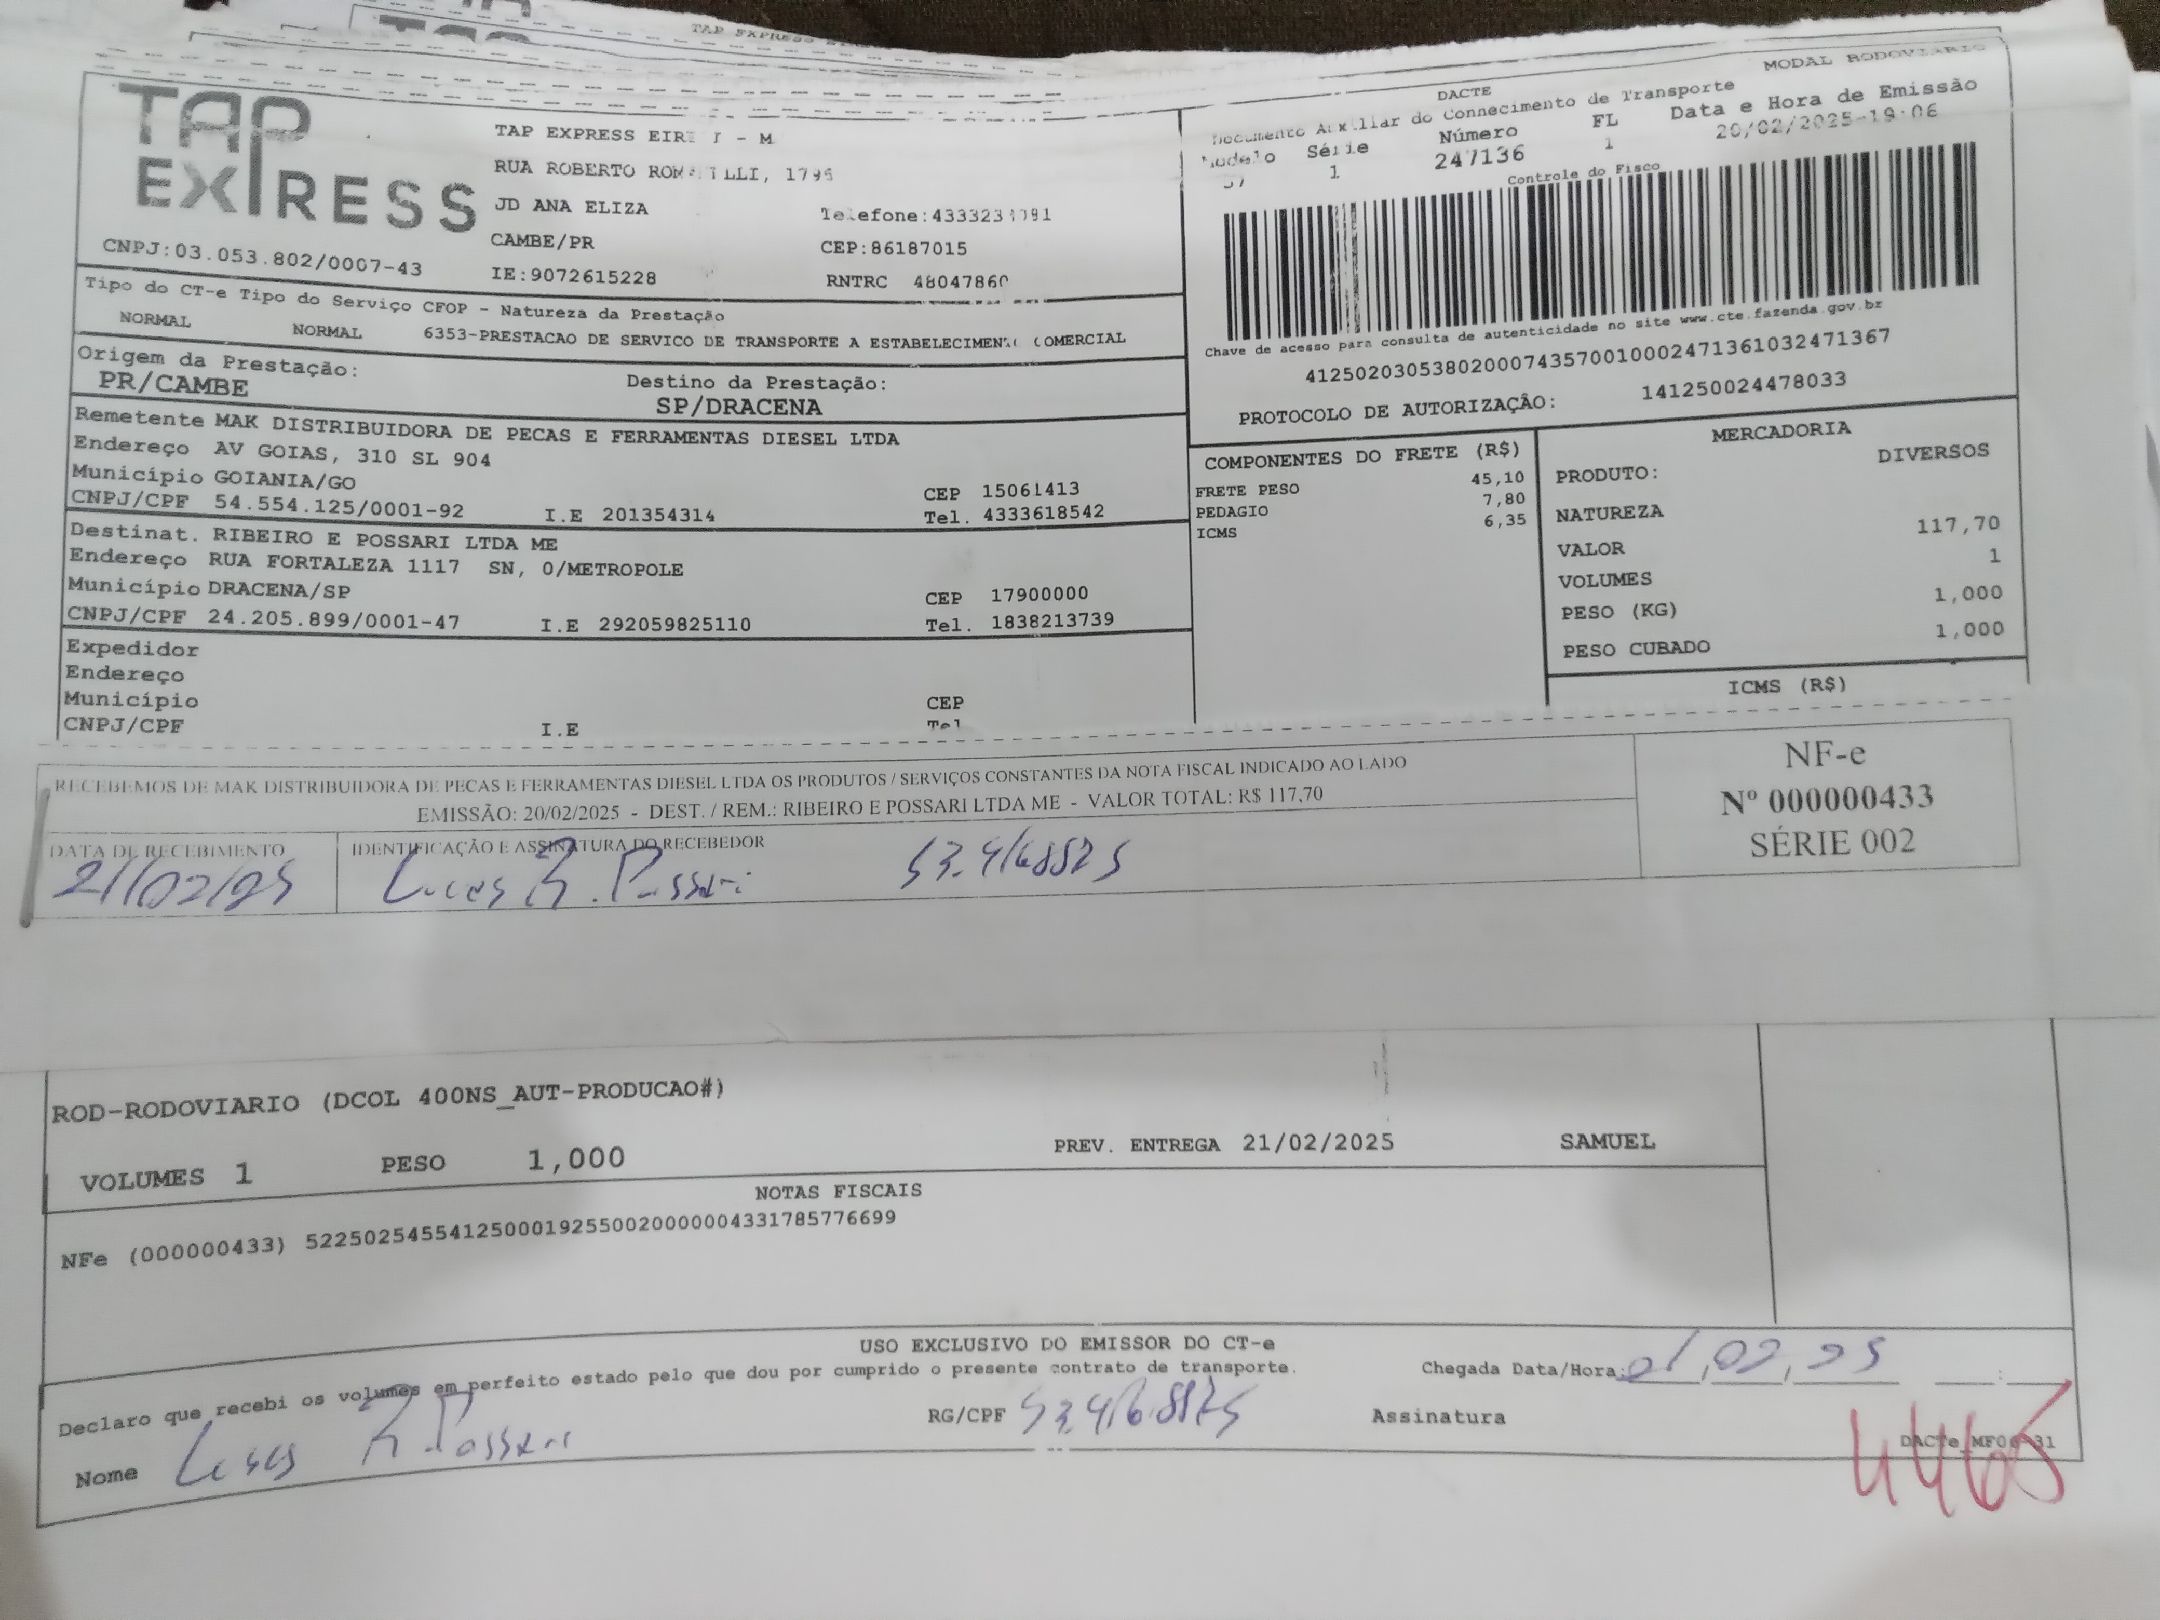 TAP EXPRESS
MODAL RODOVIARIO
TAP EXPRESS
TAP EXPRESS
RUA ROBERTO
JD ANA ELIZA
CAMBE/PR CEP:86187015
CNPJ:03.053.802/0007-43 IE:9072615228 RNTRC
DACTE
Documento Auxiliar do Connecimento de Transporte
Modelo Série Número FL Data e Hora de Emissão
1 247136 1 20/02/2025-19:06
Controle do Fisco
Chave de acesso para consulta de autenticidade no site www.cte.fazenda.gov.bz
41250203053802000743570010002471361032471367
PROTOCOLO DE AUTORIZAÇÃO: 141250024478033
Tipo do CT-e Tipo do Serviço CFOP - Natureza da Prestação
NORMAL NORMAL 6353-PRESTACAO DE SERVICO DE TRANSPORTE A ESTABELECIMENTO COMERCIAL
Origem da Prestação: Destino da Prestação:
PR/CAMBE SP/DRACENA
Remetente MAK DISTRIBUIDORA DE PECAS E FERRAMENTAS DIESEL LTDA
Endereço AV GOIAS, 310 SL 904
Município GOIANIA/GO CEP 15061413
CNPJ/CPF 54.554.125/0001-92 I.E 201354314 Tel. 4333618542
Destinat. RIBEIRO E POSSARI LTDA ME
Endereço RUA FORTALEZA 1117 SN, 0/METROPOLE
Município DRACENA/SP CEP 17900000
CNPJ/CPF 24.205.899/0001-47 I.E 292059825110 Tel. 1838213739
Expedidor
Endereço
Município CEP
CNPJ/CPF I.E Tel
COMPONENTES DO FRETE (R$)
FRETE PESO 45,10
PEDAGIO 7,80
ICMS 6,35
MERCADORIA
PRODUTO: DIVERSOS
NATUREZA
VALOR 117,70
VOLUMES 1
PESO (KG) 1,000
PESO CUBADO 1,000
ICMS (R$)
RECEBEMOS DE MAK DISTRIBUIDORA DE PECAS E FERRAMENTAS DIESEL LTDA OS PRODUTOS / SERVIÇOS CONSTANTES DA NOTA FISCAL INDICADO AO LADO
EMISSÃO: 20/02/2025 - DEST. / REM.: RIBEIRO E POSSARI LTDA ME - VALOR TOTAL: R$ 117,70
NF-e
Nº 000000433
SÉRIE 002
DATA DE RECEBIMENTO IDENTIFICAÇÃO E ASSINATURA DO RECEBEDOR
21/02/25 Lucas R. Possari
ROD-RODOVIARIO (DCOL 400NS_AUT-PRODUCAO#)
VOLUMES 1 PESO 1,000 PREV. ENTREGA 21/02/2025 SAMUEL
NOTAS FISCAIS
NFe (000000433) 52250254554125000192550020000004331785776699
USO EXCLUSIVO DO EMISSOR DO CT-e
Declaro que recebi os volumes em perfeito estado pelo que dou por cumprido o presente contrato de transporte.
Chegada Data/Hora: 21,02,25
Nome Lucas R. Possari RG/CPF Assinatura
4465